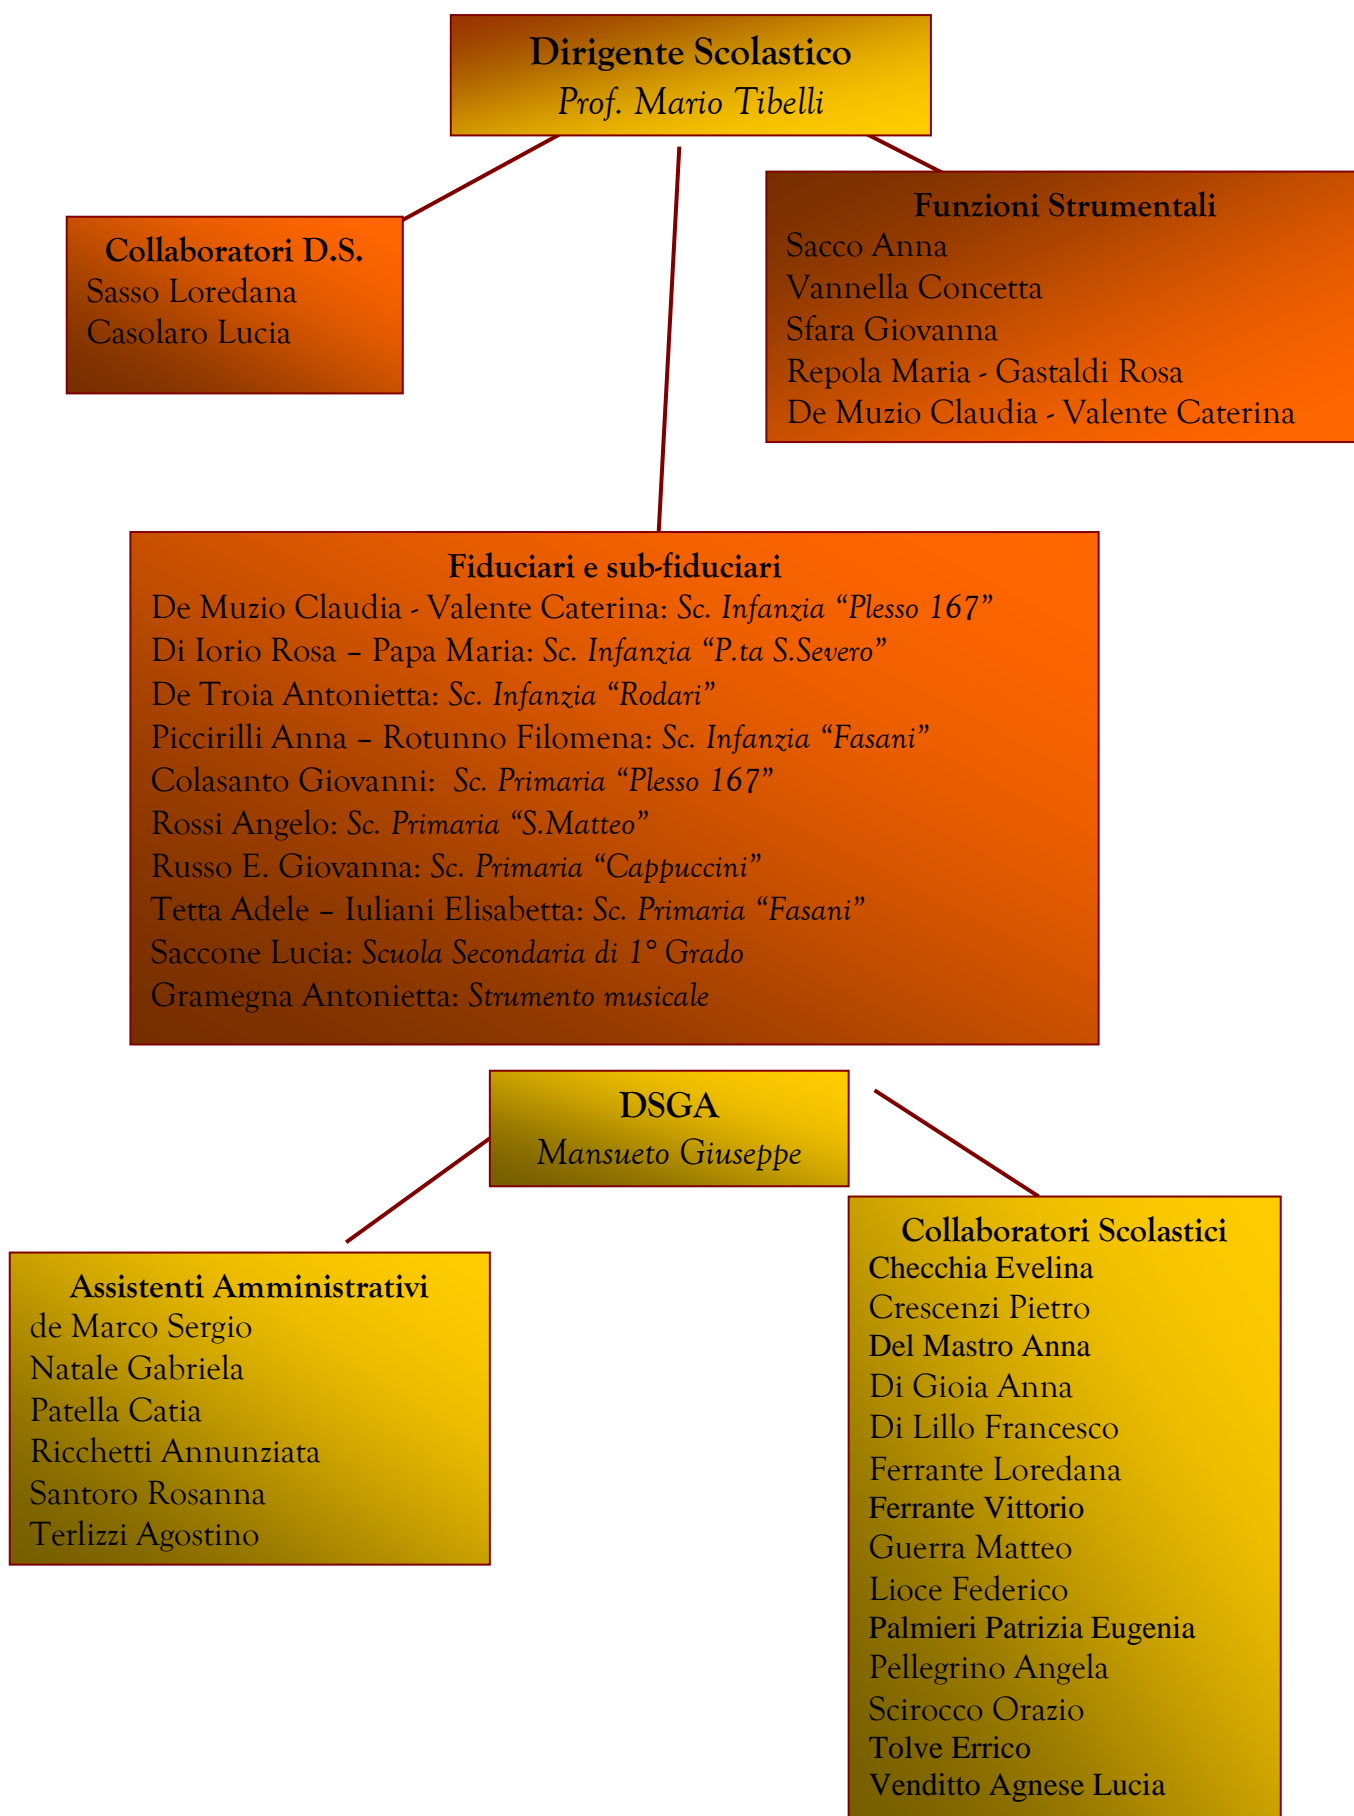 Dirigente Scolastico
Prof. Mario Tibelli
Collaboratori D.S.
Sasso Loredana
Casolaro Lucia
Funzioni Strumentali
Sacco Anna
Vannella Concetta
Sfara Giovanna
Repola Maria - Gastaldi Rosa
De Muzio Claudia - Valente Caterina
Fiduciari e sub-fiduciari
De Muzio Claudia - Valente Caterina: Sc. Infanzia “Plesso 167”
Di Iorio Rosa – Papa Maria: Sc. Infanzia “P.ta S.Severo”
De Troia Antonietta: Sc. Infanzia “Rodari”
Piccirilli Anna – Rotunno Filomena: Sc. Infanzia “Fasani”
Colasanto Giovanni: Sc. Primaria “Plesso 167”
Rossi Angelo: Sc. Primaria “S.Matteo”
Russo E. Giovanna: Sc. Primaria “Cappuccini”
Tetta Adele – Iuliani Elisabetta: Sc. Primaria “Fasani”
Saccone Lucia: Scuola Secondaria di 1° Grado
Gramegna Antonietta: Strumento musicale
DSGA
Mansueto Giuseppe
Assistenti Amministrativi
de Marco Sergio
Natale Gabriela
Patella Catia
Ricchetti Annunziata
Santoro Rosanna
Terlizzi Agostino
Collaboratori Scolastici
Checchia Evelina
Crescenzi Pietro
Del Mastro Anna
Di Gioia Anna
Di Lillo Francesco
Ferrante Loredana
Ferrante Vittorio
Guerra Matteo
Lioce Federico
Palmieri Patrizia Eugenia
Pellegrino Angela
Scirocco Orazio
Tolve Errico
Venditto Agnese Lucia